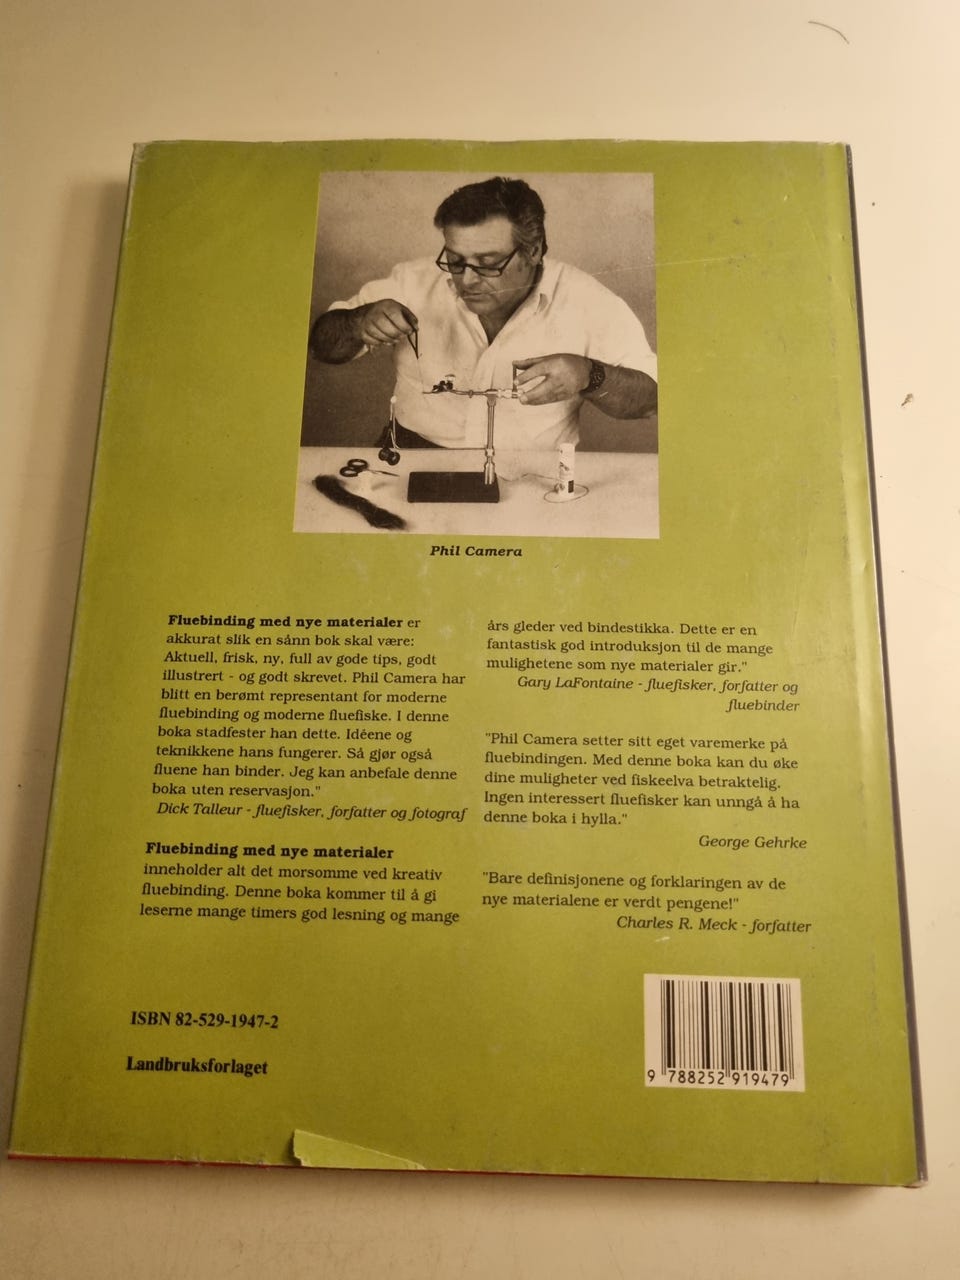 Phil Camera
Fluebinding med nye materialer er
akkurat slik en sånn bok skal være:
Aktuell, frisk, ny, full av gode tips, godt
illustrert - og godt skrevet. Phil Camera har
blitt en berømt representant for moderne
fluebinding og moderne fluefiske. I denne
boka stadfester han dette. Idéene og
teknikkene hans fungerer. Så gjør også
fluene han binder. Jeg kan anbefale denne
boka uten reservasjon."
Dick Talleur - fluefisker, forfatter og fotograf
Fluebinding med nye materialer
inneholder alt det morsomme ved kreativ
fluebinding. Denne boka kommer til å gi
leserne mange timers god lesning og mange
års gleder ved bindestikka. Dette er en
fantastisk god introduksjon til de mange
mulighetene som nye materialer gir."
Gary LaFontaine - fluefisker, forfatter og
fluebinder
"Phil Camera setter sitt eget varemerke på
fluebindingen. Med denne boka kan du øke
dine muligheter ved fiskeelva betraktelig.
Ingen interessert fluefisker kan unngå å ha
denne boka i hylla."
George Gehrke
"Bare definisjonene og forklaringen av de
nye materialene er verdt pengene!"
Charles R. Meck - forfatter
ISBN 82-529-1947-2
Landbruksforlaget
9 788252 919479